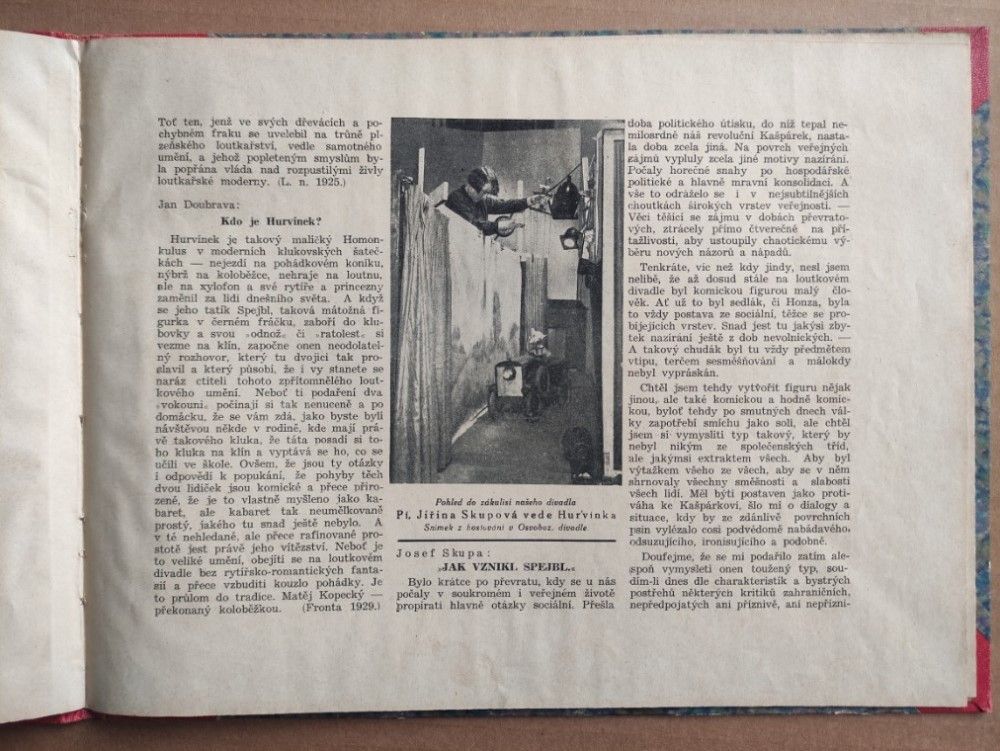 Toť ten, jenž ve svých dřevácích a po-
chybném fraku se uvelebil na trůně pl-
zeňského loutkařství, vedle samotného
umění, a jehož popleteným smyslům by-
la popřána vláda nad rozpustilými živly
loutkařské moderny. (L. n. 1925.)
Jan Doubrava:
Kdo je Hurvínek?
Hurvínek je takový maličký Homon-
kulus v moderních klukovských šateč-
kách — nejezdí na pohádkovém koníku,
nýbrž na koloběžce, nehraje na loutnu,
ale na xylofon a své rytíře a princezny
zaměnil za lidi dnešního světa. A když
se jeho tatík Spejbl, taková mátožná fi-
gurka v černém fráčku, zaboří do klu-
bovky a svou »odnož« či »ratolest« si
vezme na klín, započne onen neodolatel-
ný rozhovor, který tu dvojici tak pro-
slavil a který působí, že i vy stanete se
naráz ctiteli tohoto zpřítomnělého lout-
kového umění. Neboť ti podaření dva
»vokouni« počínají si tak nenuceně a po
domácku, že se vám zdá, jako byste byli
návštěvou někde v rodině, kde mají prá-
vě takového kluka, že táta posadí si to-
ho kluka na klín a vyptává se ho, co se
učili ve škole. Ovšem, že jsou ty otázky
i odpovědi k popukání, že pohyby těch
dvou lidiček jsou komické a přece přiro-
zené, že je to vlastně myšleno jako ka-
baret, ale kabaret tak neumělkovaně
prostý, jakého tu snad ještě nebylo. A
v té nehledané, ale přece rafinované pro-
stotě jest právě jeho vítězství. Neboť je
to veliké umění, obejíti se na loutkovém
divadle bez rytířsko-romantických fanta-
sií a přece vzbuditi kouzlo pohádky. Je
to průlom do tradice. Matěj Kopecký —
překonaný koloběžkou. (Fronta 1929.)
Pohled do zákulisí našeho divadla
Pí. Jiřina Skupová vede Hurvínka
Snímek z hostování v Osvoboz. divadle
Josef Skupa:
»JAK VZNIKL SPEJBL.«
Bylo krátce po převratu, kdy se u nás
počaly v soukromém i veřejném životě
propírati hlavně otázky sociální. Přešla
doba politického útisku, do níž tepal ne-
milosrdně náš revoluční Kašpárek, nasta-
la doba zcela jiná. Na povrch veřejných
zájmů vypluly zcela jiné motivy nazírání.
Počaly horečné snahy po hospodářské
politické a hlavně mravní konsolidaci. A
vše to odráželo se i v nejsubtilnějších
choutkách širokých vrstev veřejnosti. —
Věci těšící se zájmu v dobách převrato-
vých, ztrácely přímo čtverečně na při-
tažlivosti, aby ustoupily chaotickému vý-
běru nových názorů a nápadů.
Tenkráte, víc než kdy jindy, nesl jsem
nelibě, že až dosud stále na loutkovém
divadle byl komickou figurou malý člo-
věk. Ať už to byl sedlák, či Honza, byla
to vždy postava ze sociální, těžce se pro-
bíjejících vrstev. Snad jest tu jakýsi zby-
tek nazírání ještě z dob nevolnických. —
A takový chudák byl tu vždy předmětem
vtipu, terčem sesměšňování a málokdy
nebyl vypráskán.
Chtěl jsem tehdy vytvořit figuru nějak
jinou, ale také komickou a hodně komic-
kou, byloť tehdy po smutných dnech vál-
ky zapotřebí smíchu jako soli, ale chtěl
jsem si vymysliti typ takový, který by
nebyl nikým ze společenských tříd,
ale jakýmsi extraktem všech. Aby byl
výtažkem všeho ze všech, aby se v něm
shrnovaly všechny směšnosti a slabosti
všech lidí. Měl býti postaven jako proti-
váha ke Kašpárkovi, šlo mi o dialogy a
situace, kdy by ze zdánlivě povrchních
psin vylézalo cosi podvědomě nabádavého,
odsuzujícího, ironisujícího a podobně.
Doufejme, že se mi podařilo zatím ale-
spoň vymysleti onen toužený typ, sou-
dím-li dnes dle charakteristik a bystrých
postřehů některých kritiků zahraničních,
nepředpojatých ani příznivě, ani nepřízni-